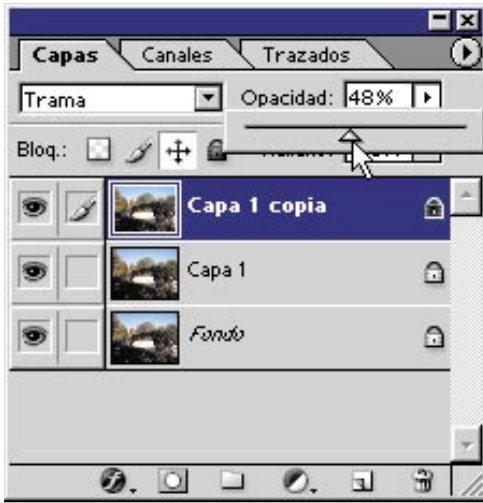 Capas Canales Trazados
Trama Opacidad: 48%
Bloq.:
Capa 1 copia
Capa 1
Fondo